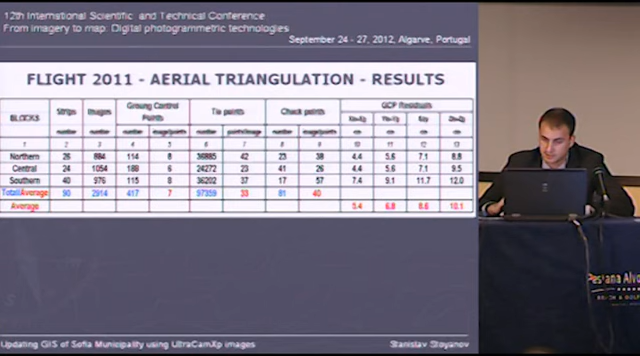 12th International Scientific and Technical Conference
From imagery to map: Digital photogrammetric technologies
September 24 - 27, 2012, Algarve, Portugal
FLIGHT 2011 - AERIAL TRIANGULATION - RESULTS
BLOCKS Strips Images Ground Control Points Tie points Check points GCP Residuals
number number number image/points number points/image number image/points
1 2 3 4 5 6 7 8 9 10 11 12 13
Northern 26 884 114 8 36885 42 23 38 4.4 5.6 7.1 8.8
Central 24 1054 188 6 24272 23 41 26 4.4 5.6 7.1 9.5
Southern 40 976 115 8 36202 37 17 57 7.4 9.1 11.7 12.0
Total/Average 90 2914 417 7 97359 33 81 40
Average 5.4 6.8 8.6 10.1
Updating GIS of Sofia Municipality using UltraCamXp images
Stanislav Stoyanov
Pestana Alvo
BEACH & GOLF